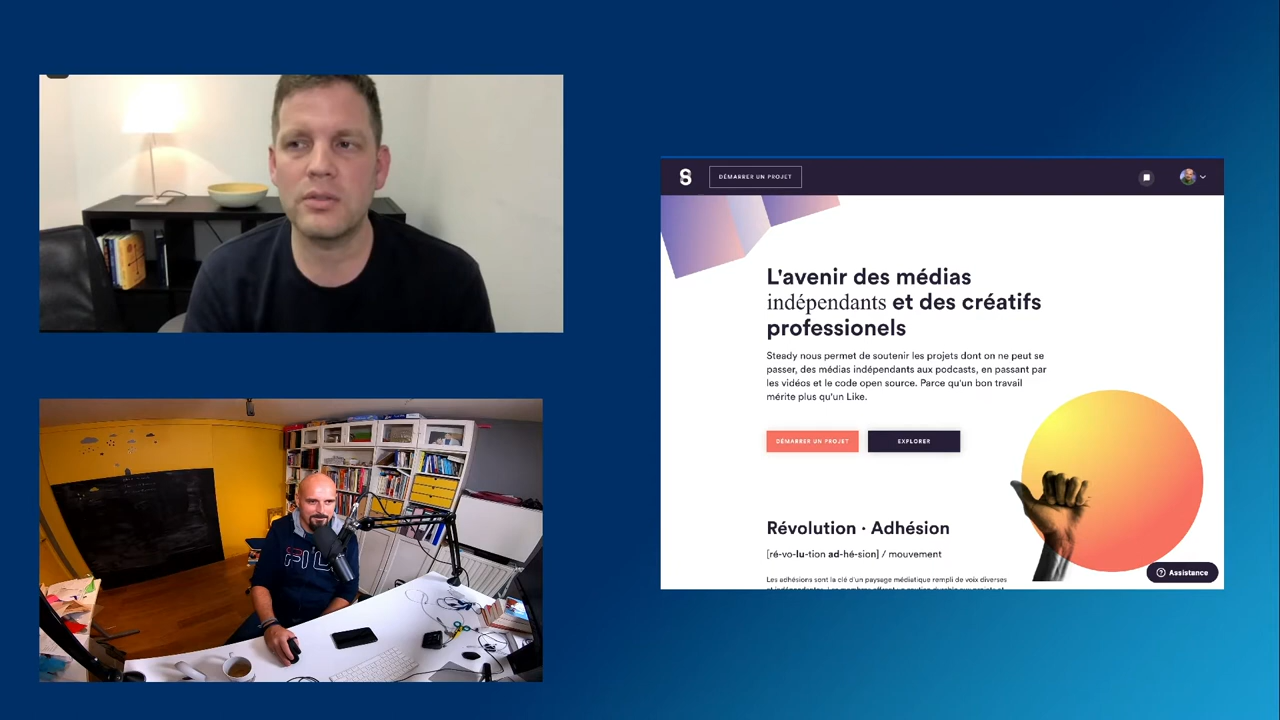 S
DÉMARRER UN PROJET
L'avenir des médias
indépendants et des créatifs
professionels
Steady nous permet de soutenir les projets dont on ne peut se
passer, des médias indépendants aux podcasts, en passant par
les vidéos et le code open source. Parce qu'un bon travail
mérite plus qu'un Like.
DÉMARRER UN PROJET
EXPLORER
Révolution · Adhésion
[ré-vo-lu-tion ad-hé-sion] / mouvement
Les adhésions sont la clé d'un paysage médiatique rempli de voix diverses
Assistance